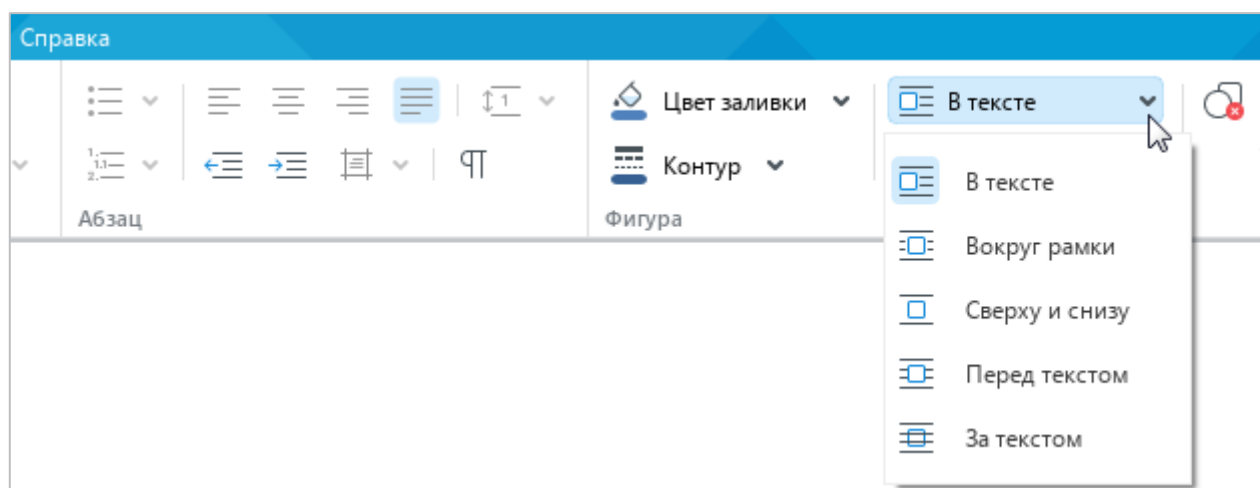 Справка
Цвет заливки
В тексте
Контур
Абзац
Фигура
В тексте
Вокруг рамки
Сверху и снизу
Перед текстом
За текстом